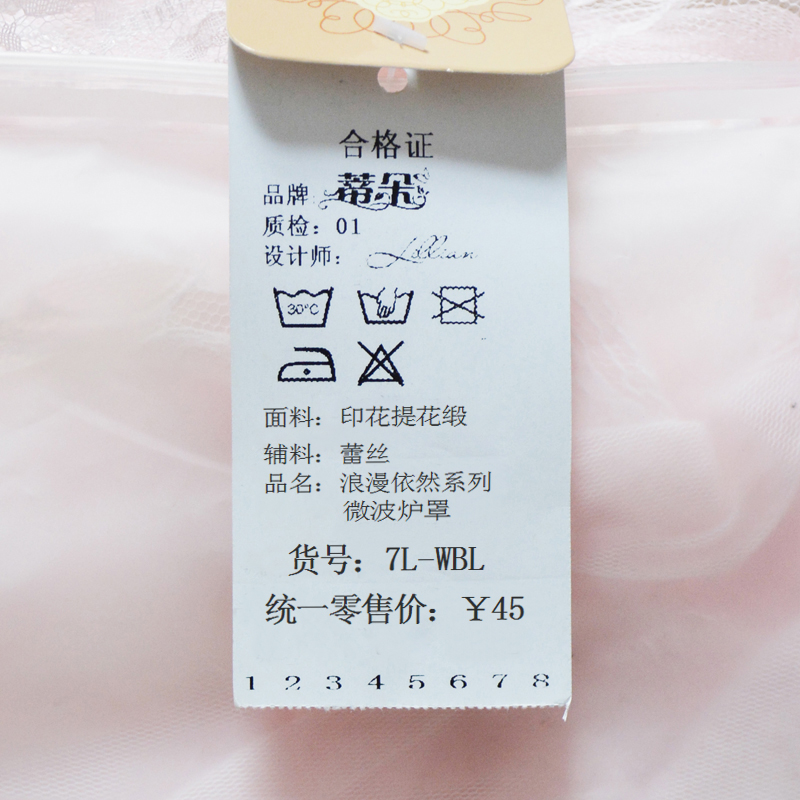 合格证
品牌 蒂朵
质检：01
设计师： Lillian
30°C
面料：印花提花缎
辅料：蕾丝
品名：浪漫依然系列
微波炉罩
货号：7L-WBL
统一零售价：￥45
1 2 3 4 5 6 7 8